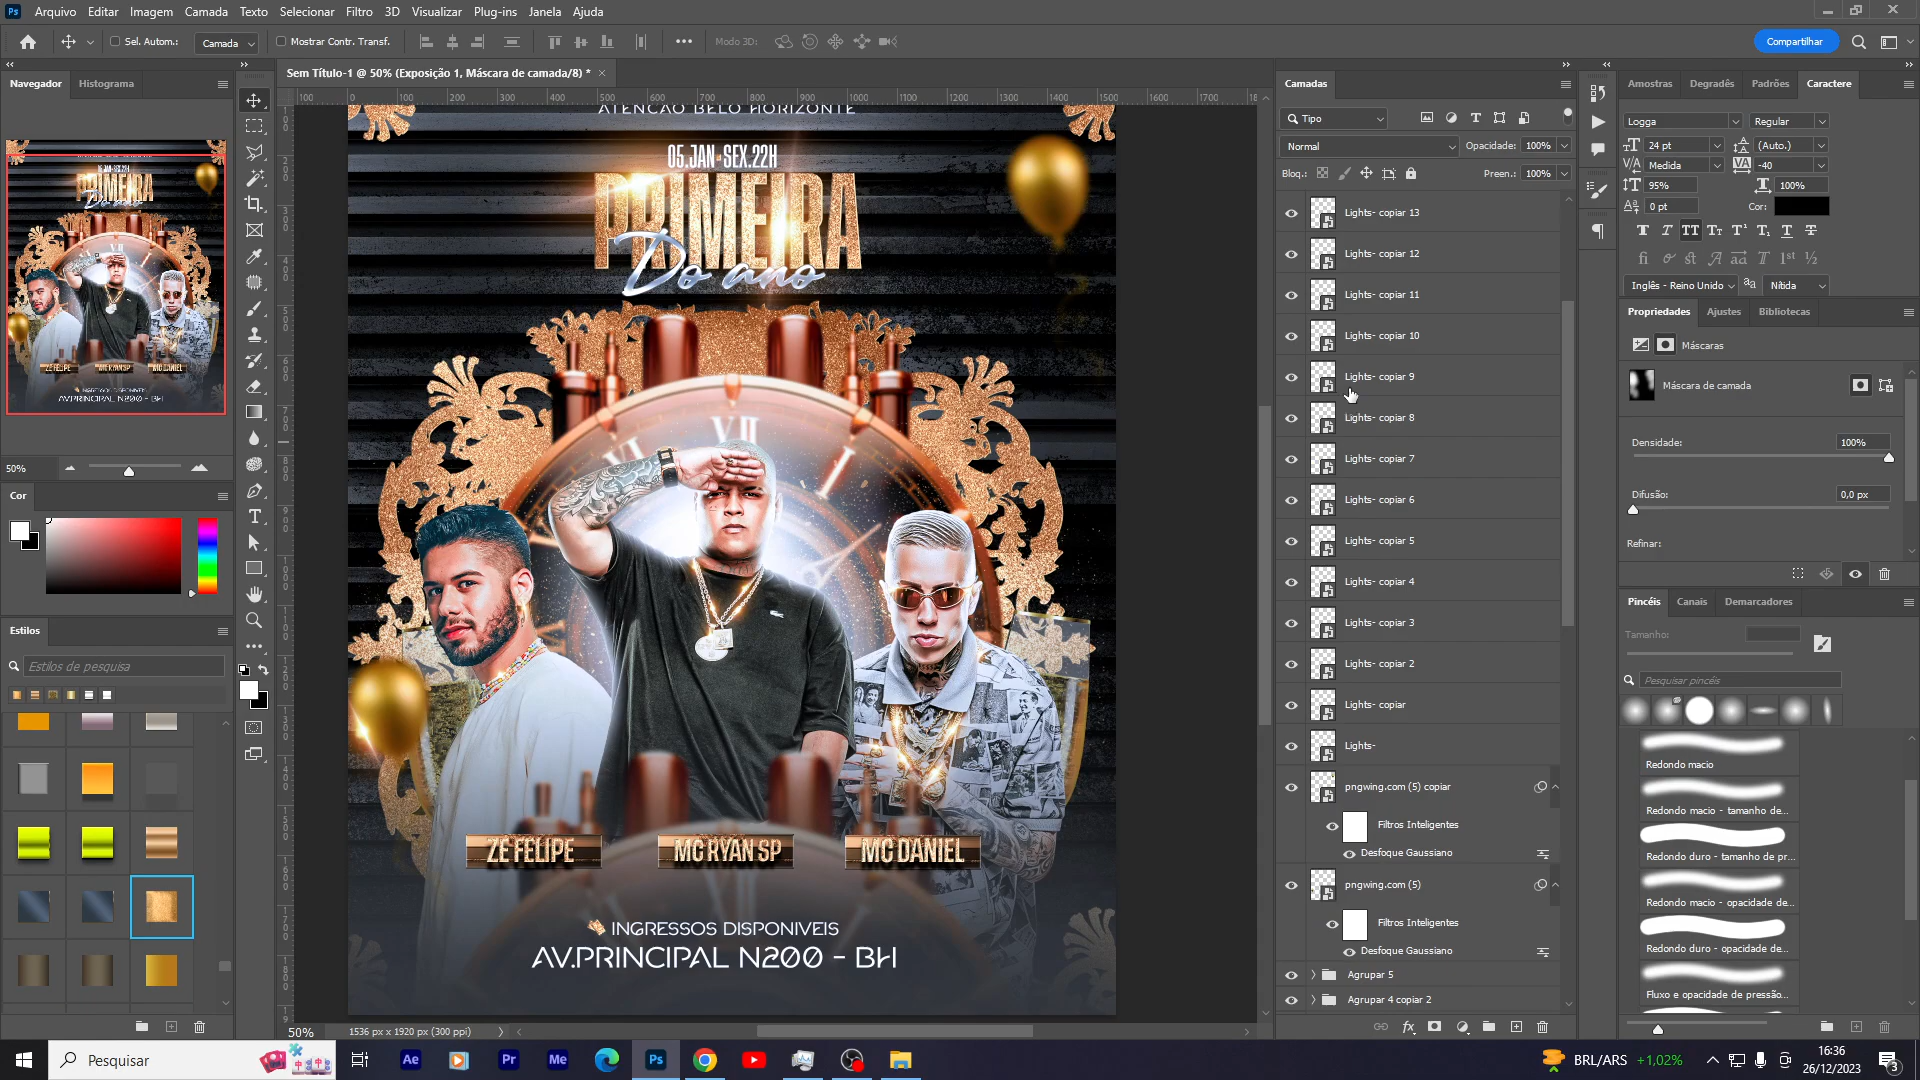 Arquivo Editar Imagem Camada Texto Selecionar Filtro 3D Visualizar Plug-ins Janela Ajuda
Sel. Autom.: Camada Mostrar Contr. Transf. Modo 3D: Compartilhar
Navegador Histograma
Sem Título-1 @ 50% (Exposição 1, Máscara de camada/8) *
50%
Cor
Estilos
Estilos de pesquisa
ATENÇÃO BELO HORIZONTE
05.JAN-SEX.22H
PRIMEIRA
Do ano
VII
ZÉ FELIPE
MC RYAN SP
MC DANIEL
INGRESSOS DISPONIVEIS
AV.PRINCIPAL N200 - BH
50% 1536 px x 1920 px (300 ppi)
Camadas
Tipo
Normal Opacidade: 100%
Bloq.: Preen.: 100%
Lights- copiar 13
Lights- copiar 12
Lights- copiar 11
Lights- copiar 10
Lights- copiar 9
Lights- copiar 8
Lights- copiar 7
Lights- copiar 6
Lights- copiar 5
Lights- copiar 4
Lights- copiar 3
Lights- copiar 2
Lights- copiar
Lights-
pngwing.com (5) copiar
Filtros Inteligentes
Desfoque Gaussiano
pngwing.com (5)
Filtros Inteligentes
Desfoque Gaussiano
Agrupar 5
Agrupar 4 copiar 2
Amostras Degradês Padrões Caractere
Logga Regular
24 pt (Auto.)
Medida -40
95% 100%
0 pt Cor:
Inglês - Reino Unido Nítida
Propriedades Ajustes Bibliotecas
Máscaras
Máscara de camada
Densidade: 100%
Difusão: 0,0 px
Refinar:
Pincéis Canais Demarcadores
Tamanho:
Pesquisar pincéis
Redondo macio
Redondo macio - tamanho de...
Redondo duro - tamanho de pr...
Redondo macio - opacidade de...
Redondo duro - opacidade de...
Fluxo e opacidade de pressão...
Pesquisar
BRL/ARS +1,02%
16:36
26/12/2023
3